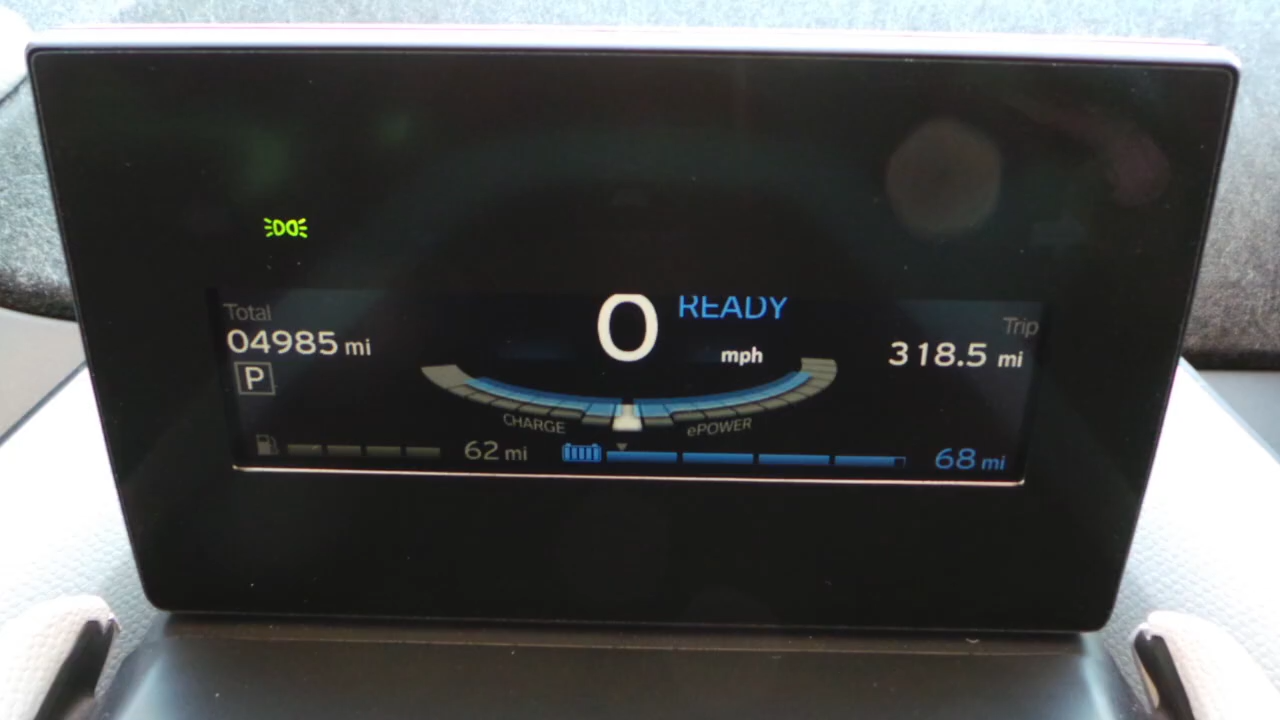 Total
04985 mi
P
0
READY
mph
Trip
318.5 mi
CHARGE
ePOWER
62 mi
68 mi